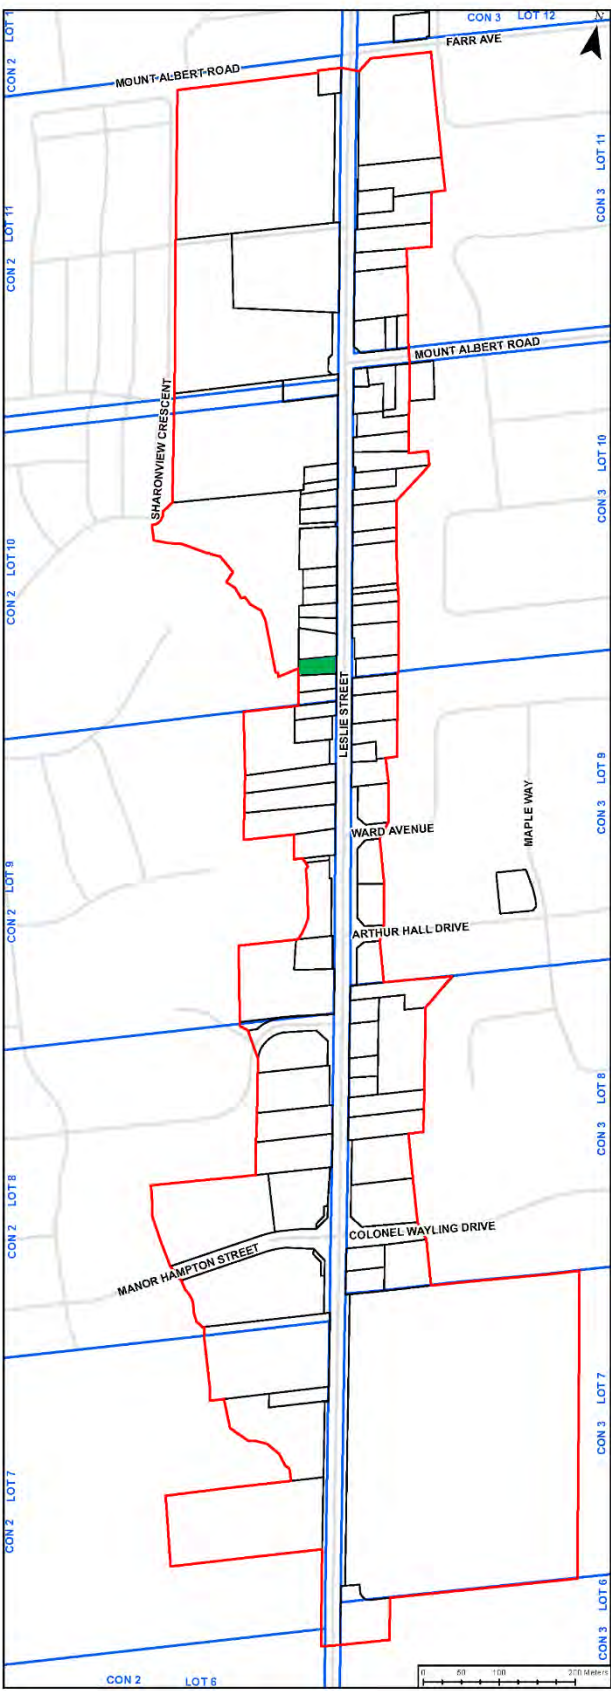 CON 3 LOT 12
N
CON 2 LOT 1
FARR AVE
MOUNT ALBERT ROAD
CON 3 LOT 11
CON 2 LOT 11
MOUNT ALBERT ROAD
SHARONVIEW CRESCENT
CON 3 LOT 10
CON 2 LOT 10
LESLIE STREET
CON 3 LOT 9
MAPLE WAY
WARD AVENUE
CON 2 LOT 9
ARTHUR HALL DRIVE
CON 3 LOT 8
CON 2 LOT 8
COLONEL WAYLING DRIVE
MANOR HAMPTON STREET
CON 3 LOT 7
CON 2 LOT 7
CON 3 LOT 6
CON 2 LOT 6
0 50 100 200 Meters